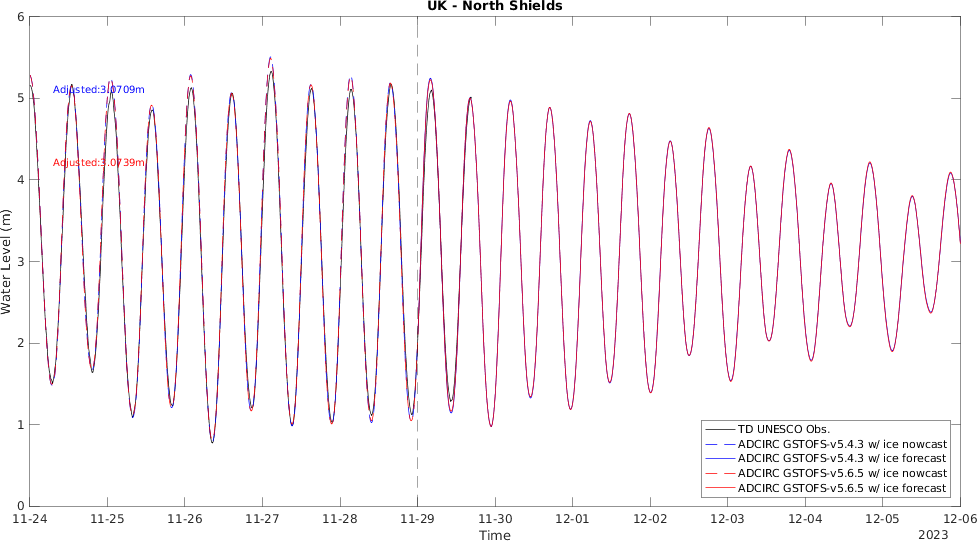 UK - North Shields
6
5
4
3
2
1
0
Water Level (m)
Adjusted:3.0709m
Adjusted:3.0739m
TD UNESCO Obs.
ADCIRC GSTOFS-v5.4.3 w/ ice nowcast
ADCIRC GSTOFS-v5.4.3 w/ ice forecast
ADCIRC GSTOFS-v5.6.5 w/ ice nowcast
ADCIRC GSTOFS-v5.6.5 w/ ice forecast
11-24 11-25 11-26 11-27 11-28 11-29 11-30 12-01 12-02 12-03 12-04 12-05 12-06
Time
2023